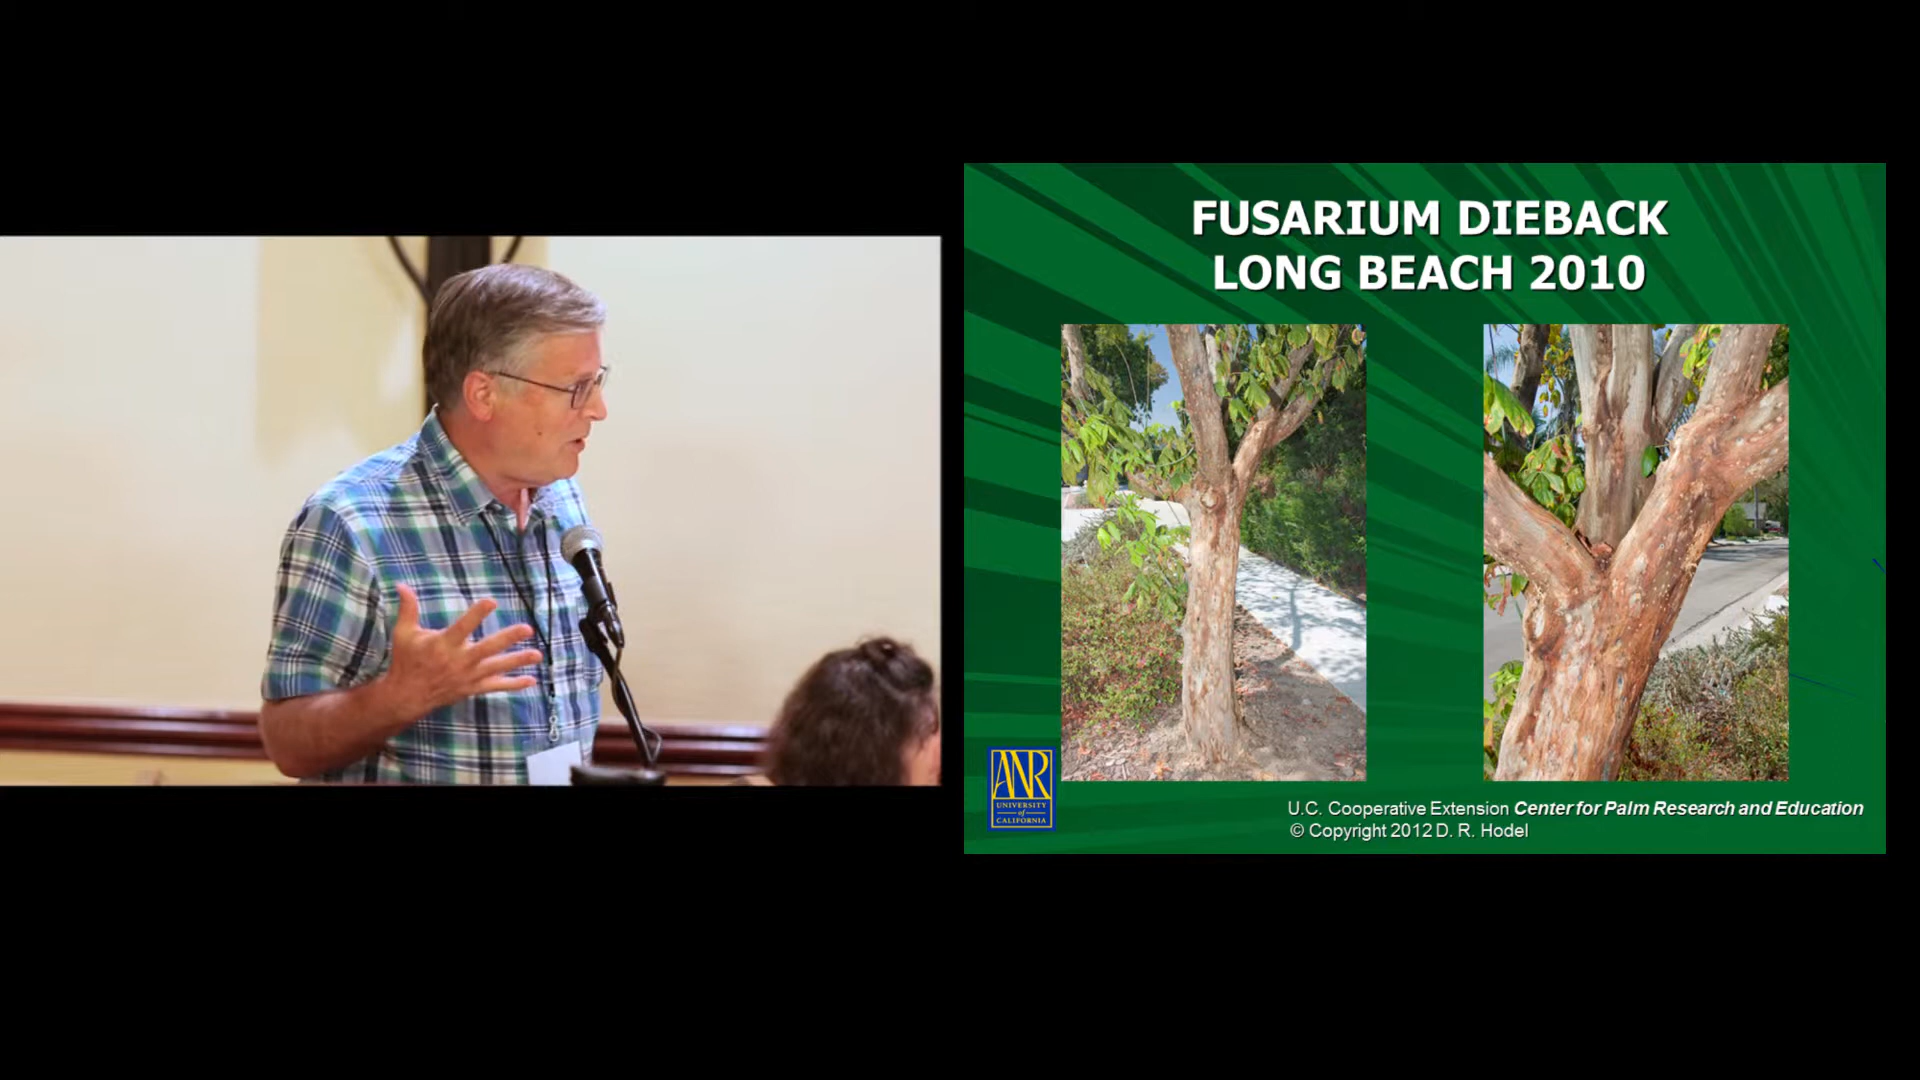 FUSARIUM DIEBACK
LONG BEACH 2010
ANR
UNIVERSITY
of
CALIFORNIA
U.C. Cooperative Extension Center for Palm Research and Education
© Copyright 2012 D. R. Hodel